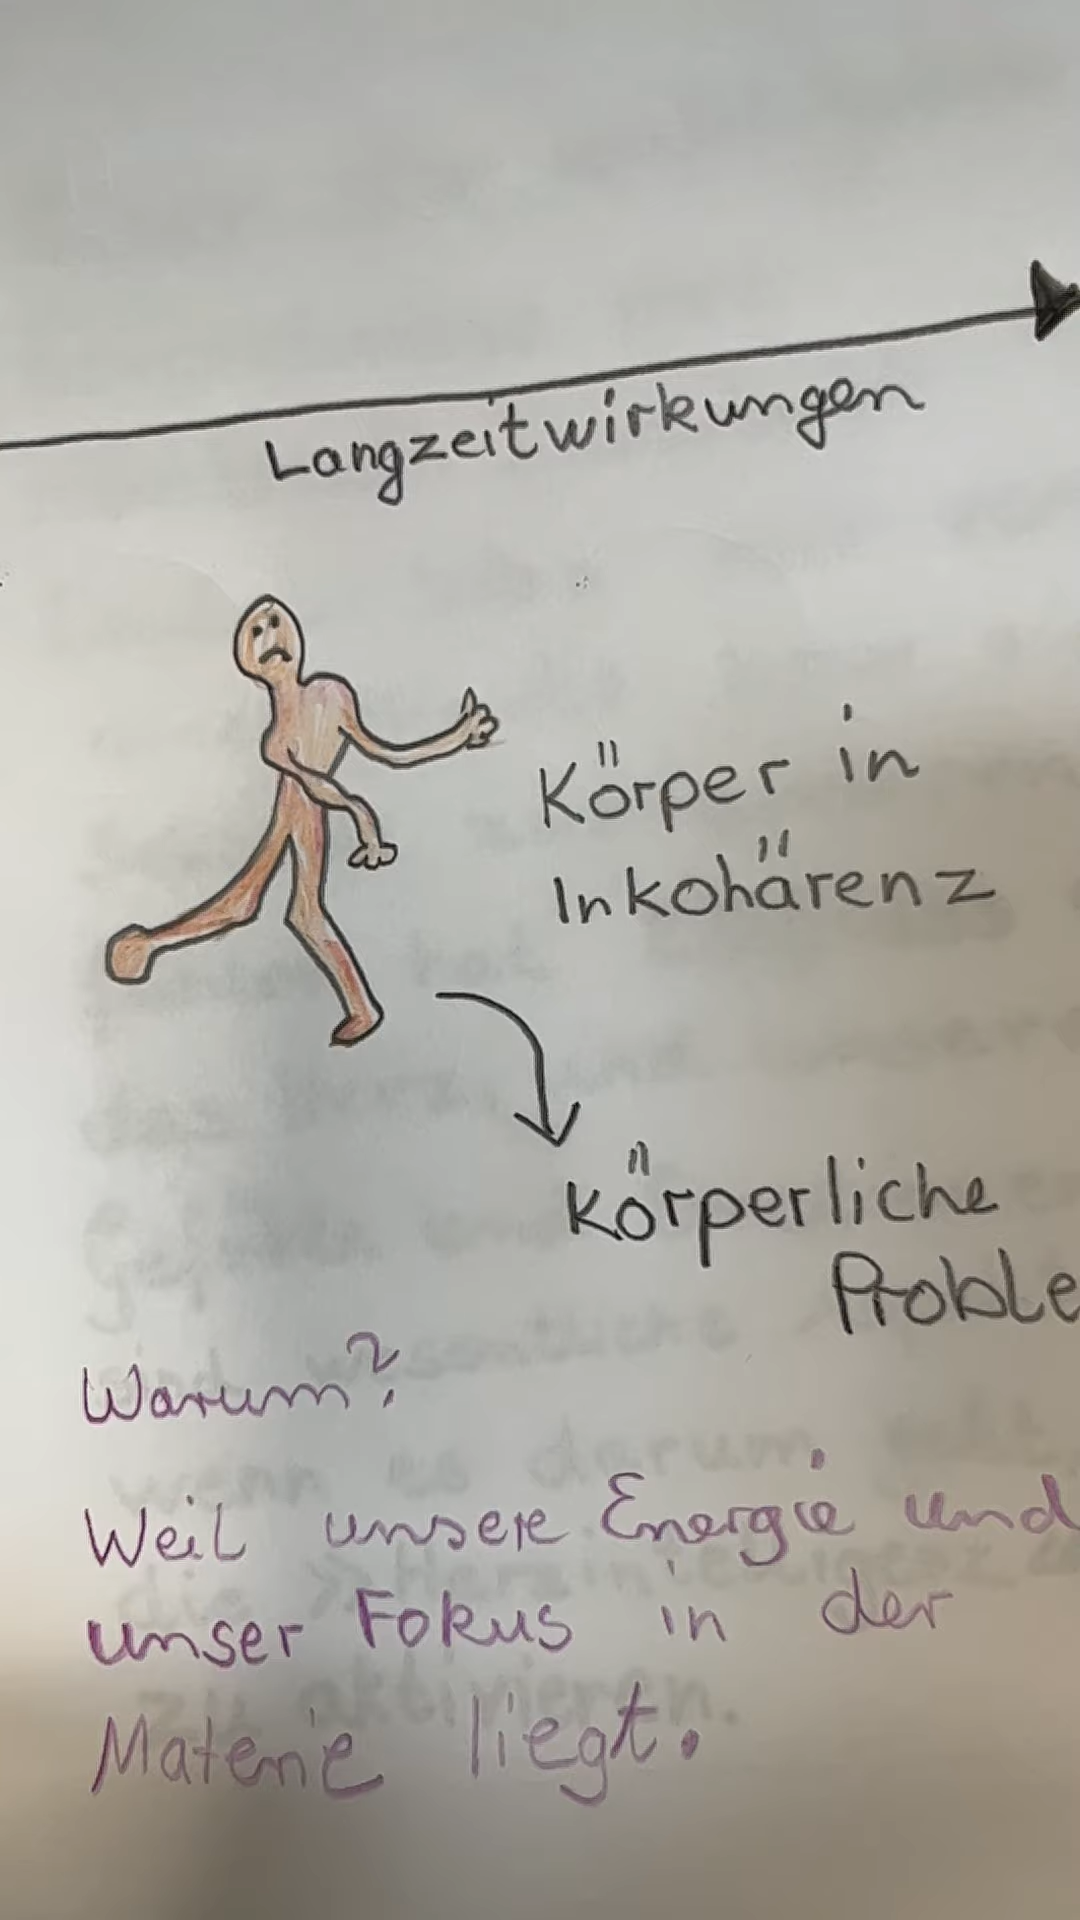 Langzeitwirkungen
Körper in
Inkohärenz
Körperliche
Proble
Warum?
Weil unsere Energie und
unser Fokus in der
Materie liegt.